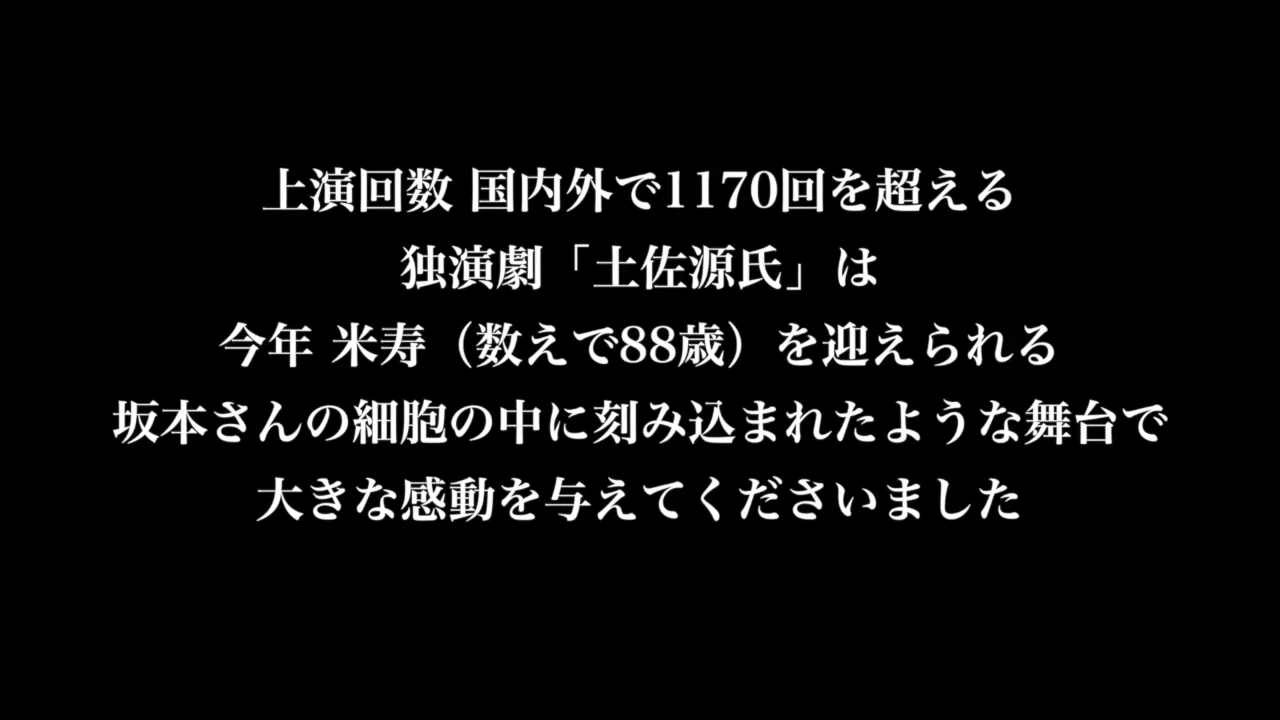 上演回数 国内外で1170回を超える
独演劇「土佐源氏」は
今年 米寿（数えで88歳）を迎えられる
坂本さんの細胞の中に刻み込まれたような舞台で
大きな感動を与えてくださいました